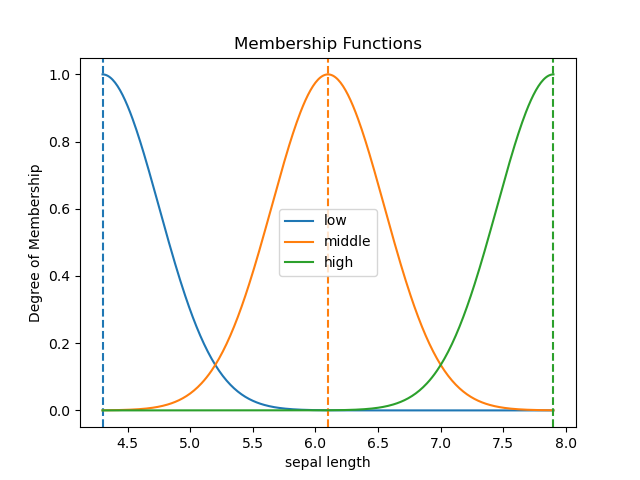 Membership Functions
1.0
0.8
0.6
0.4
0.2
0.0
Degree of Membership
low
middle
high
4.5 5.0 5.5 6.0 6.5 7.0 7.5 8.0
sepal length